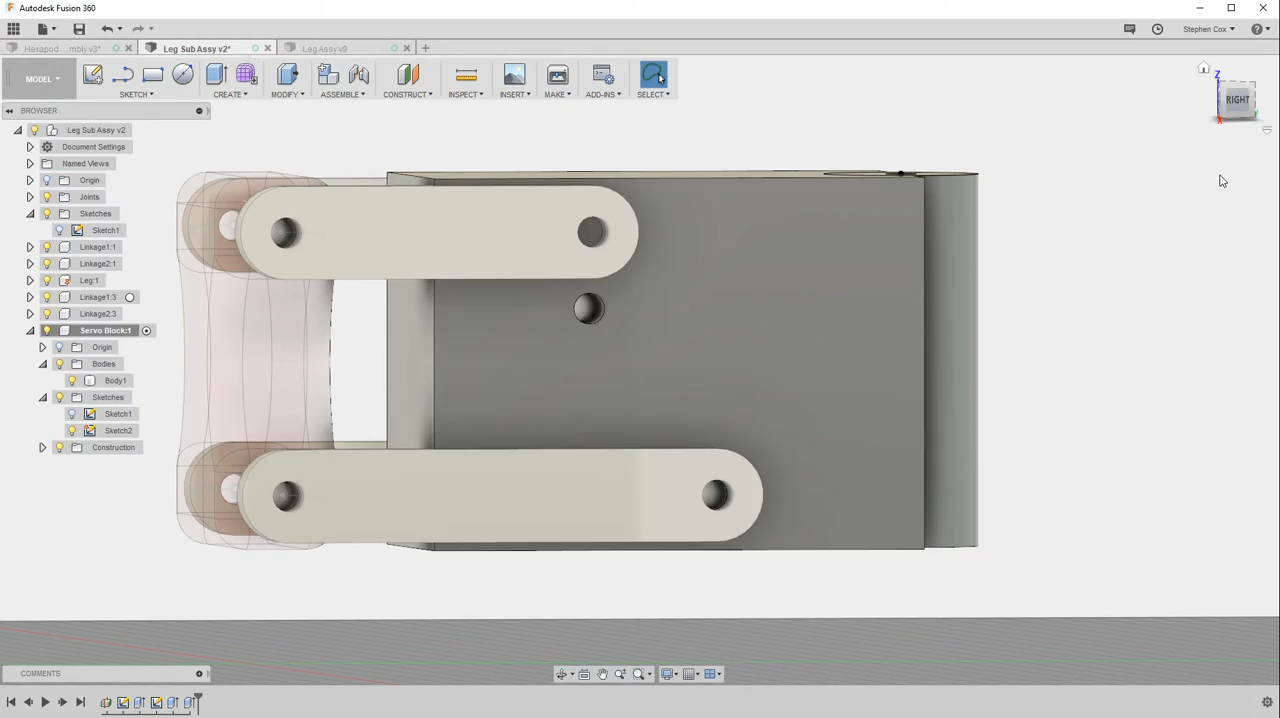 Autodesk Fusion 360
Stephen Cox
Hexapod ...mbly v3*
Leg Sub Assy v2*
Leg Assy v9
MODEL
SKETCH
CREATE
MODIFY
ASSEMBLE
CONSTRUCT
INSPECT
INSERT
MAKE
ADD-INS
SELECT
Z
RIGHT
X
Y
BROWSER
Leg Sub Assy v2
Document Settings
Named Views
Origin
Joints
Sketches
Sketch1
Linkage1:1
Linkage2:1
Leg:1
Linkage1:3
Linkage2:3
Servo Block:1
Origin
Bodies
Body1
Sketches
Sketch1
Sketch2
Construction
COMMENTS